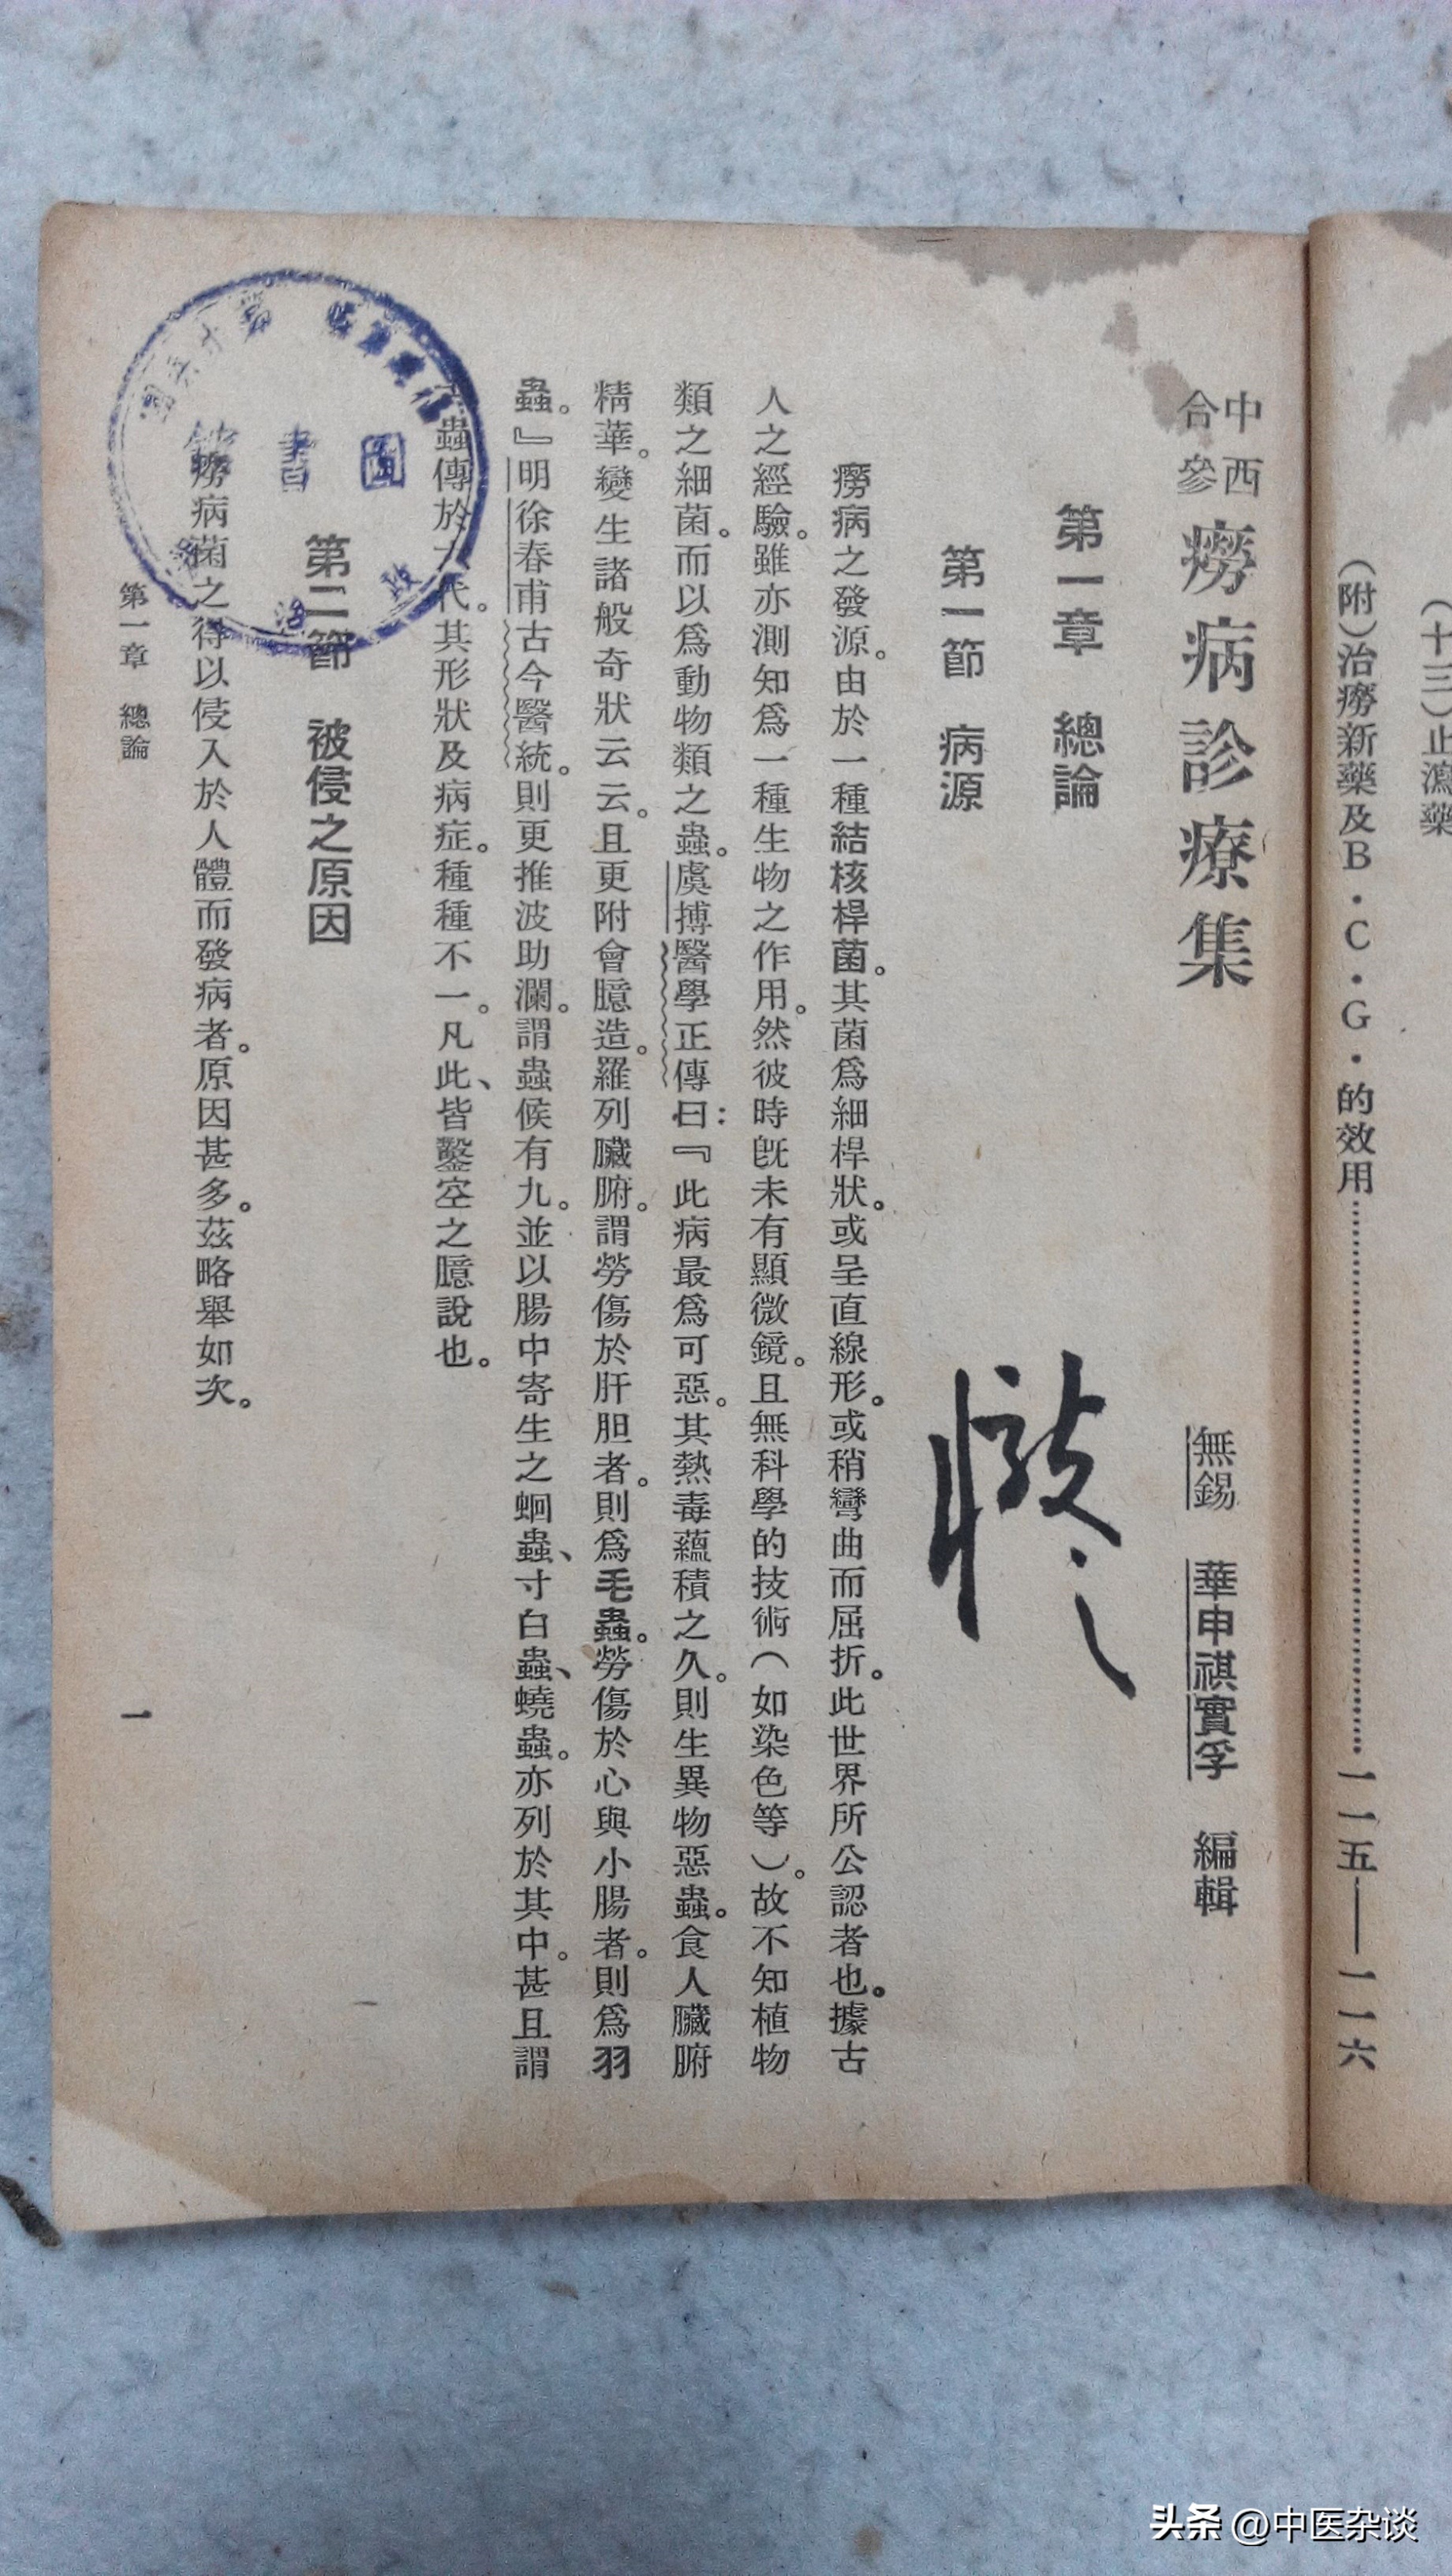 (十三)止瀉藥
(附)治癆新藥及B·C·G·的效用……一一五——一一六
中西合參 癆病診療集
無錫 華申祺實孚 編輯
第一章 總論
第一節 病源
癆病之發源。由於一種結核桿菌。其菌爲細桿狀。或呈直線形。或稍彎曲而屈折。此世界所公認者也。據古
人之經驗。雖亦測知爲一種生物之作用。然彼時旣未有顯微鏡。且無科學的技術(如染色等)。故不知植物
類之細菌。而以爲動物類之蟲。虞摶醫學正傳曰:『此病最爲可惡。其熱毒蘊積之久。則生異物惡蟲。食人臟腑
精華。變生諸般奇狀云云。且更附會臆造。羅列臟腑。謂勞傷於肝胆者。則爲毛蟲。勞傷於心與小腸者。則爲羽
蟲。』明徐春甫古今醫統。則更推波助瀾。謂蟲候有九。並以腸中寄生之蛔蟲、寸白蟲、蟯蟲。亦列於其中。甚且謂
蟲傳於六代。其形狀及病症。種種不一。凡此、皆鑿空之臆說也。
第二節 被侵之原因
癆病菌之得以侵入於人體而發病者。原因甚多。茲略舉如次。
第一章 總論
一
圖書館
政治
头条 @中医杂谈